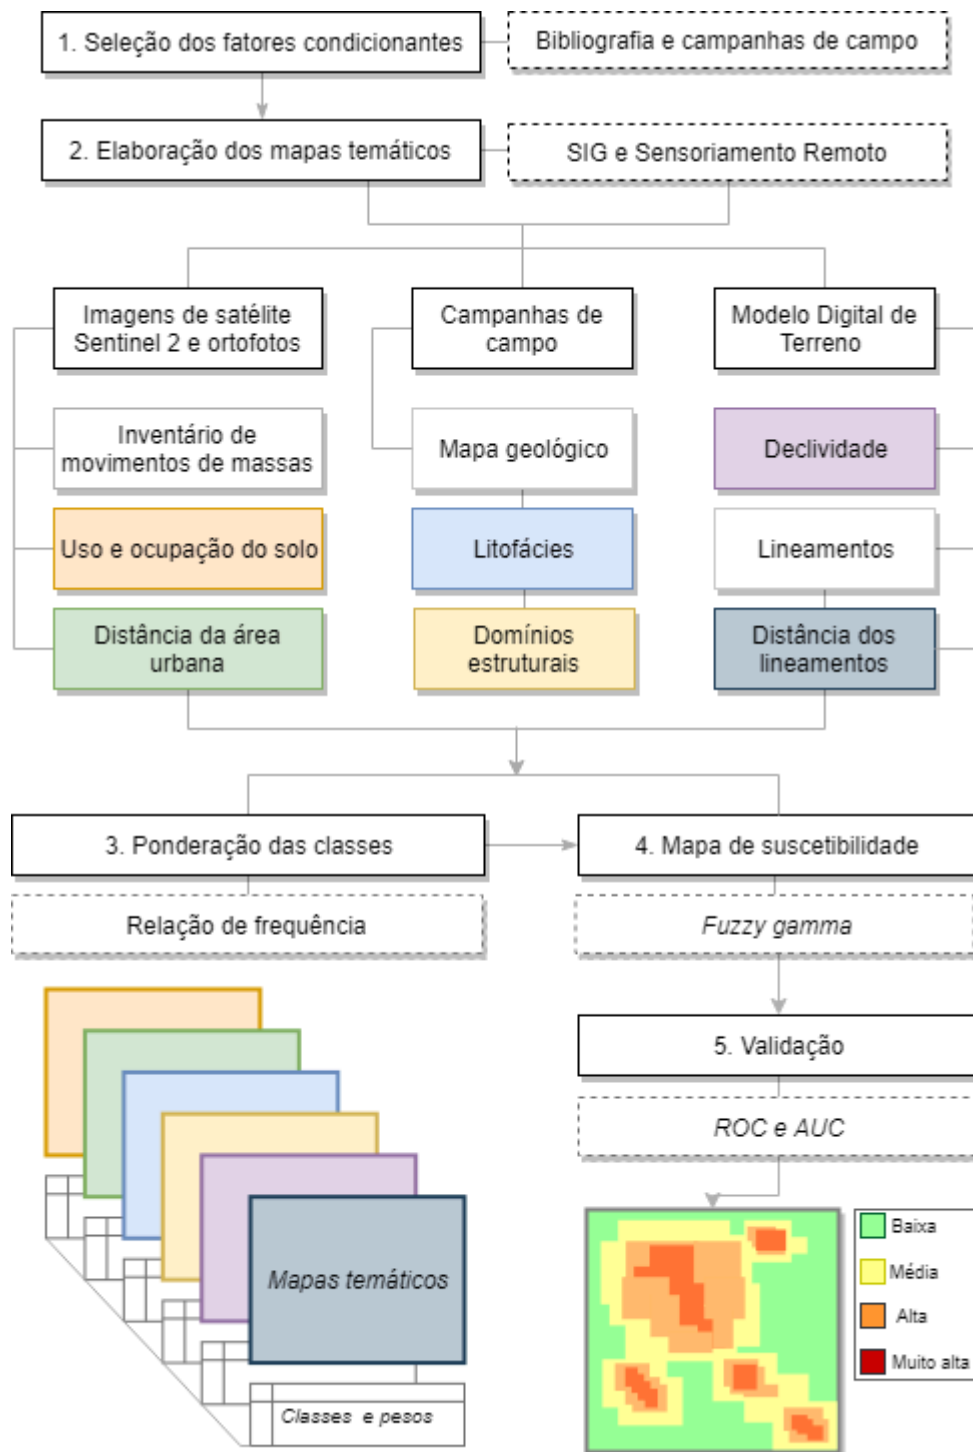 1. Seleção dos fatores condicionantes
Bibliografia e campanhas de campo
2. Elaboração dos mapas temáticos
SIG e Sensoriamento Remoto
Imagens de satélite
Sentinel 2 e ortofotos
Campanhas de
campo
Modelo Digital de
Terreno
Inventário de
movimentos de massas
Mapa geológico
Declividade
Uso e ocupação do solo
Litofácies
Lineamentos
Distância da área
urbana
Domínios
estruturais
Distância dos
lineamentos
3. Ponderação das classes
4. Mapa de suscetibilidade
Relação de frequência
Fuzzy gamma
5. Validação
ROC e AUC
Mapas temáticos
Classes e pesos
Baixa
Média
Alta
Muito alta